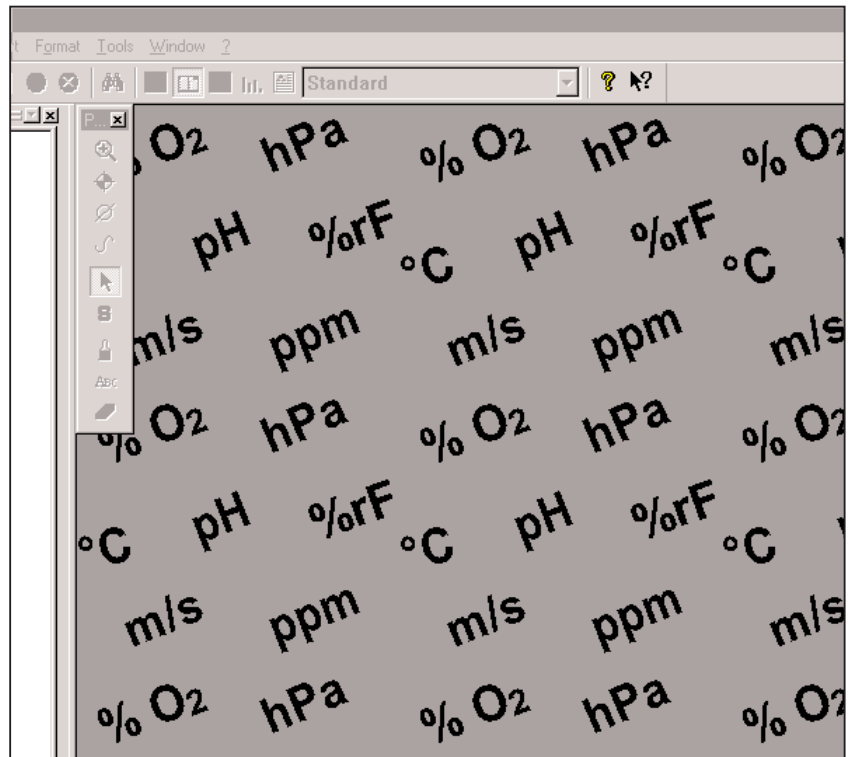 t Format Tools Window ?
Standard ? ?
P...
ABC
% O2 hPa % O2 hPa % O2
pH %rF °C pH %rF °C
m/s ppm m/s ppm m/s
% O2 hPa % O2 hPa % O2
°C pH %rF °C pH %rF °C
m/s ppm m/s ppm m/s
% O2 hPa % O2 hPa % O2